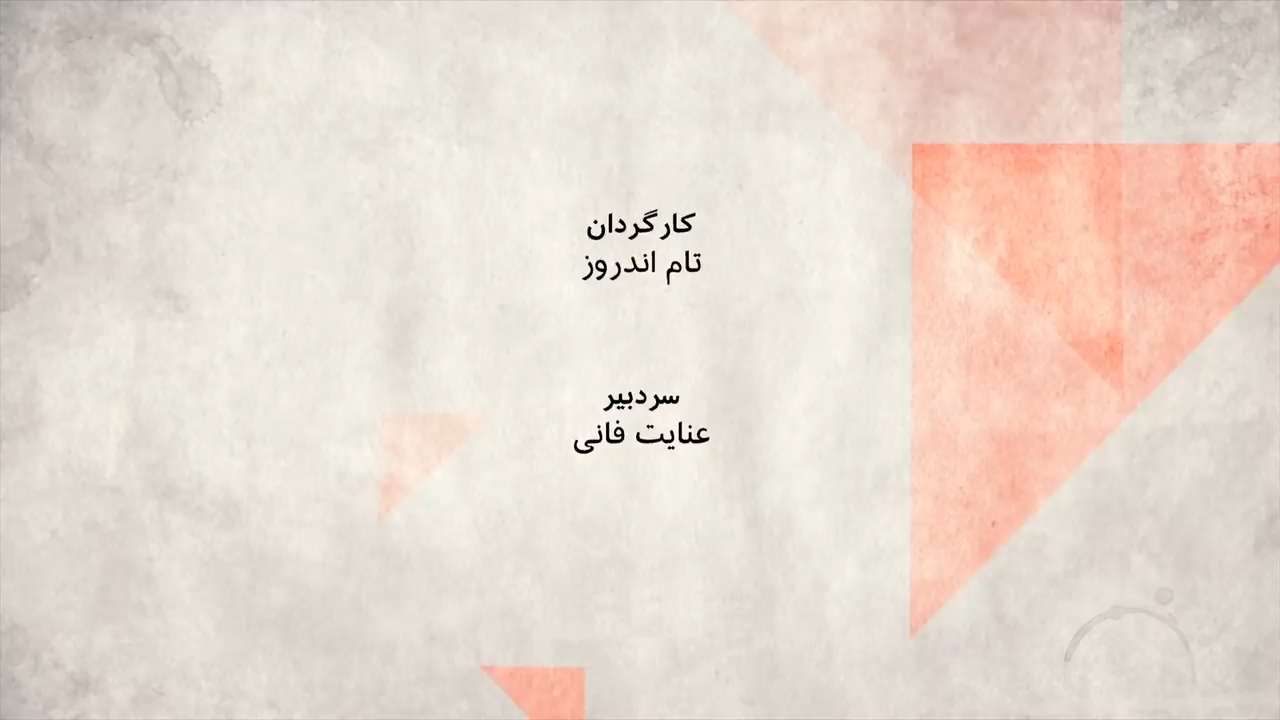 کارگردان
تام اندروز
سردبیر
عنایت فانی